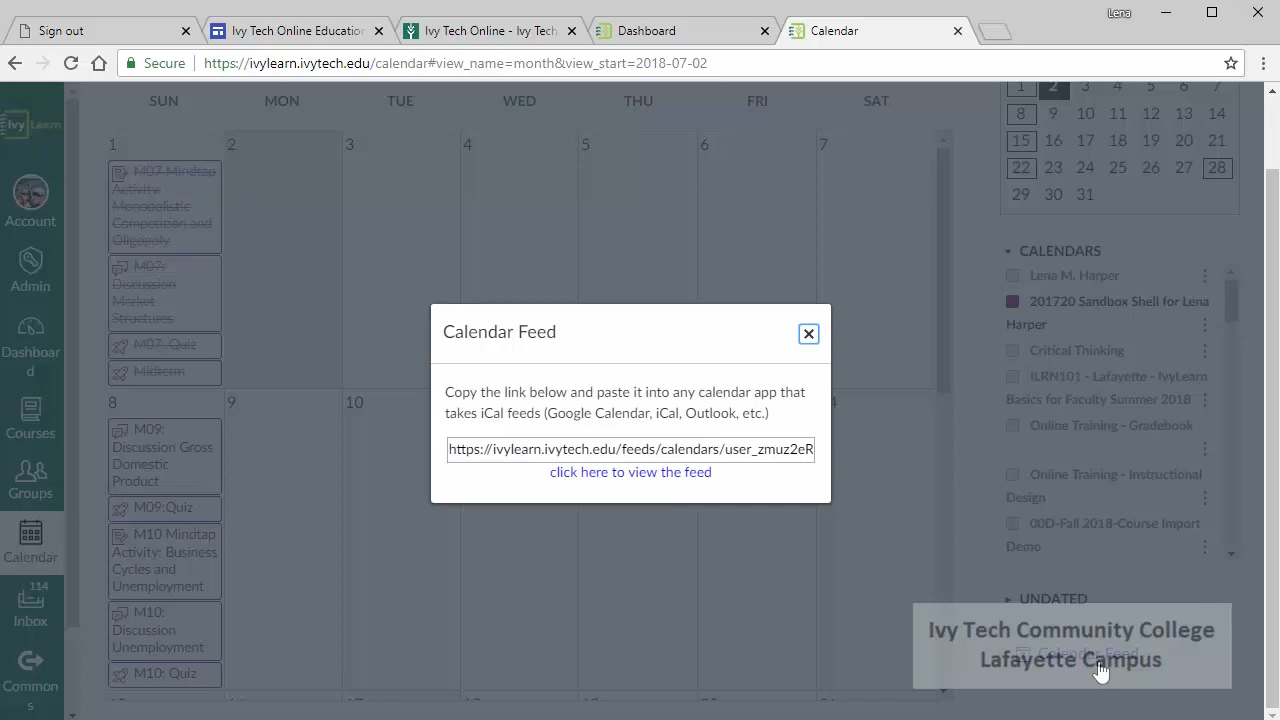 Lena
Sign out
Ivy Tech Online Education
Ivy Tech Online - Ivy Tech
Dashboard
Calendar
Secure
https://ivylearn.ivytech.edu/calendar#view_name=month&view_start=2018-07-02
Ivy Learn
Account
Admin
Dashboar
d
Courses
Groups
Calendar
114
Inbox
Common
s
SUN MON TUE WED THU FRI SAT
1 2 3 4 5 6 7
M07 Mindtap
Activity:
Monopolistic
Competition and
Oligopoly
M07:
Discussion
Market
Structures
M07: Quiz
Midterm
8 9 10 4
M09:
Discussion Gross
Domestic
Product
M09:Quiz
M10 Mindtap
Activity: Business
Cycles and
Unemployment
M10:
Discussion
Unemployment
M10: Quiz
Calendar Feed
Copy the link below and paste it into any calendar app that
takes iCal feeds (Google Calendar, iCal, Outlook, etc.)
https://ivylearn.ivytech.edu/feeds/calendars/user_zmuz2eR
click here to view the feed
1 2 3 4 5 6 7
8 9 10 11 12 13 14
15 16 17 18 19 20 21
22 23 24 25 26 27 28
29 30 31
CALENDARS
Lena M. Harper
201720 Sandbox Shell for Lena
Harper
Critical Thinking
ILRN101 - Lafayette - IvyLearn
Basics for Faculty Summer 2018
Online Training - Gradebook
Online Training - Instructional
Design
00D-Fall 2018-Course Import
Demo
UNDATED
Calendar Feed
Ivy Tech Community College
Lafayette Campus